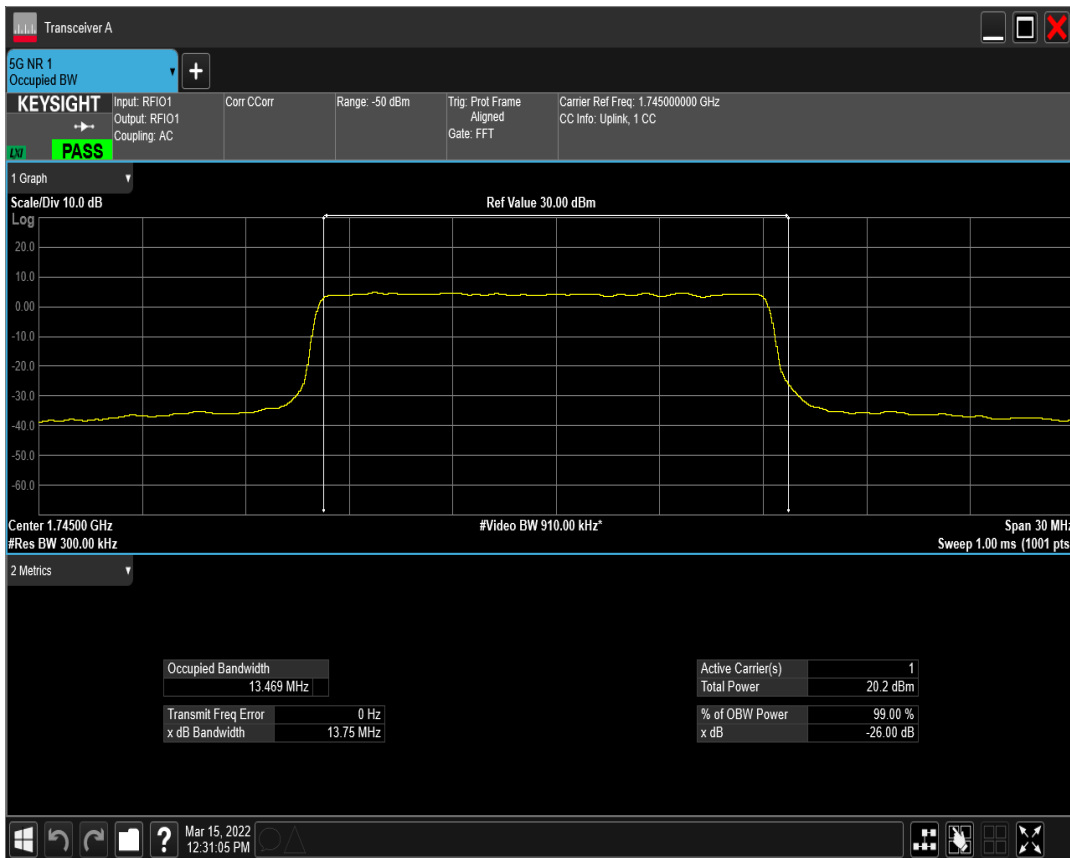 Transceiver A
5G NR 1
Occupied BW
KEYSIGHT
LXI
PASS
Input: RFIO1
Output: RFIO1
Coupling: AC
Corr CCorr
Range: -50 dBm
Trig: Prot Frame
Aligned
Gate: FFT
Carrier Ref Freq: 1.745000000 GHz
CC Info: Uplink, 1 CC
1 Graph
Scale/Div 10.0 dB
Ref Value 30.00 dBm
Log
20.0
10.0
0.00
-10.0
-20.0
-30.0
-40.0
-50.0
-60.0
Center 1.74500 GHz
#Video BW 910.00 kHz*
Span 30 MHz
#Res BW 300.00 kHz
Sweep 1.00 ms (1001 pts
2 Metrics
Occupied Bandwidth
13.469 MHz
Transmit Freq Error 0 Hz
x dB Bandwidth 13.75 MHz
Active Carrier(s) 1
Total Power 20.2 dBm
% of OBW Power 99.00 %
x dB -26.00 dB
?
Mar 15, 2022
12:31:05 PM